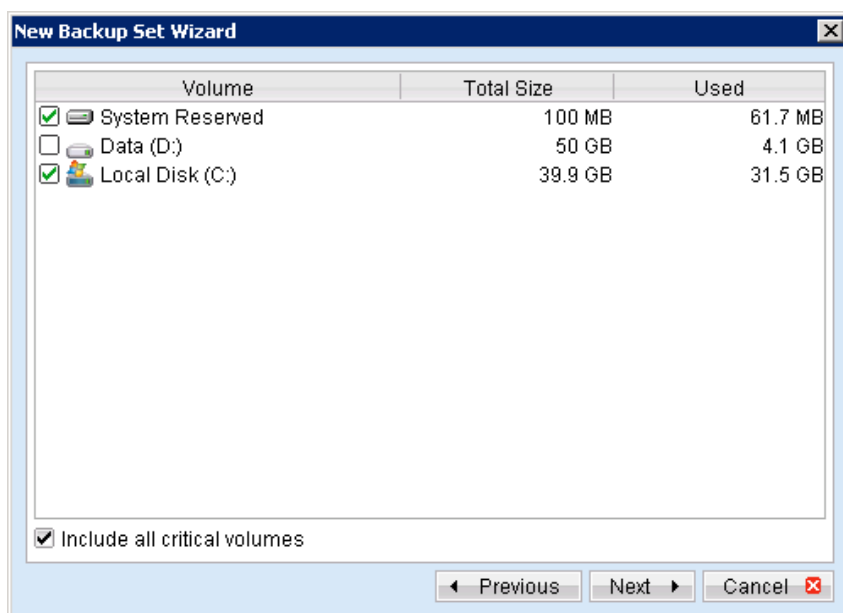 New Backup Set Wizard
Volume Total Size Used
System Reserved 100 MB 61.7 MB
Data (D:) 50 GB 4.1 GB
Local Disk (C:) 39.9 GB 31.5 GB
Include all critical volumes
Previous Next Cancel